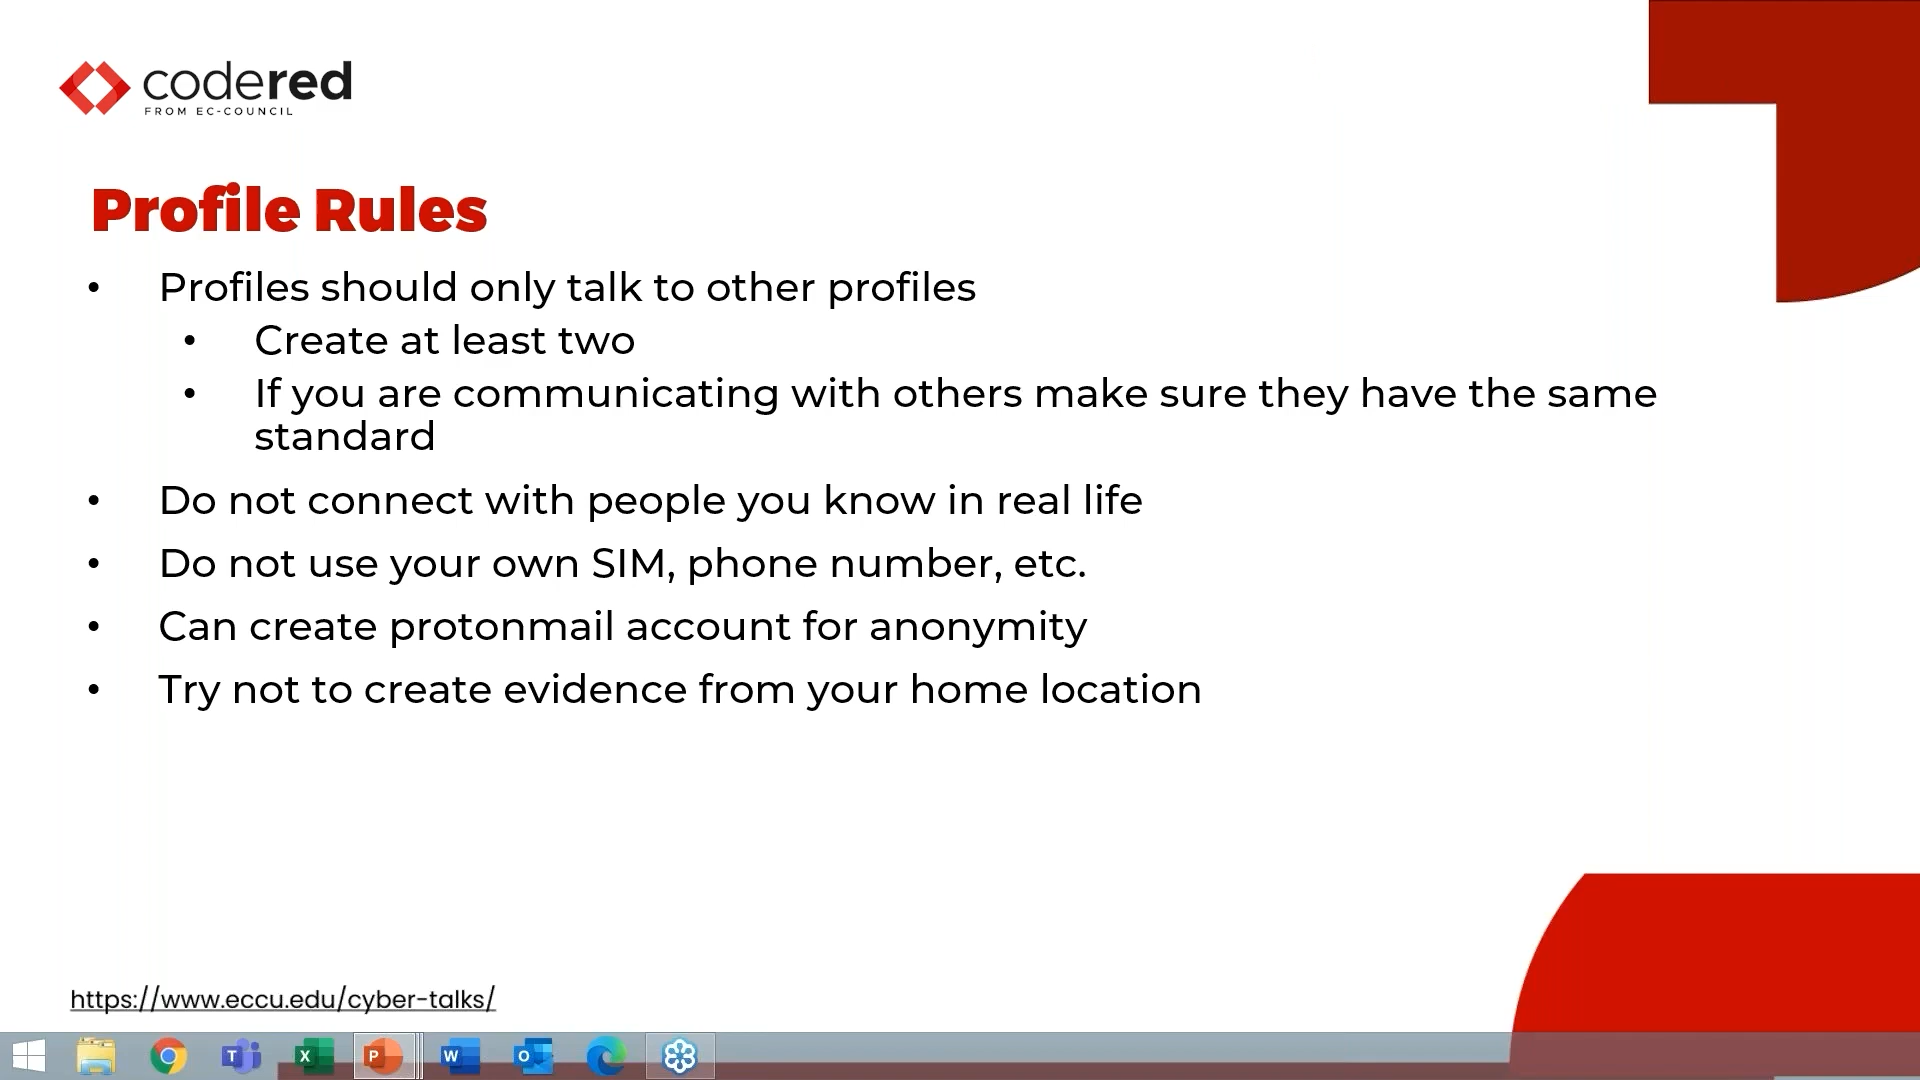 codered
FROM EC-COUNCIL
Profile Rules
• Profiles should only talk to other profiles
• Create at least two
• If you are communicating with others make sure they have the same
standard
• Do not connect with people you know in real life
• Do not use your own SIM, phone number, etc.
• Can create protonmail account for anonymity
• Try not to create evidence from your home location
https://www.eccu.edu/cyber-talks/
T X P W O